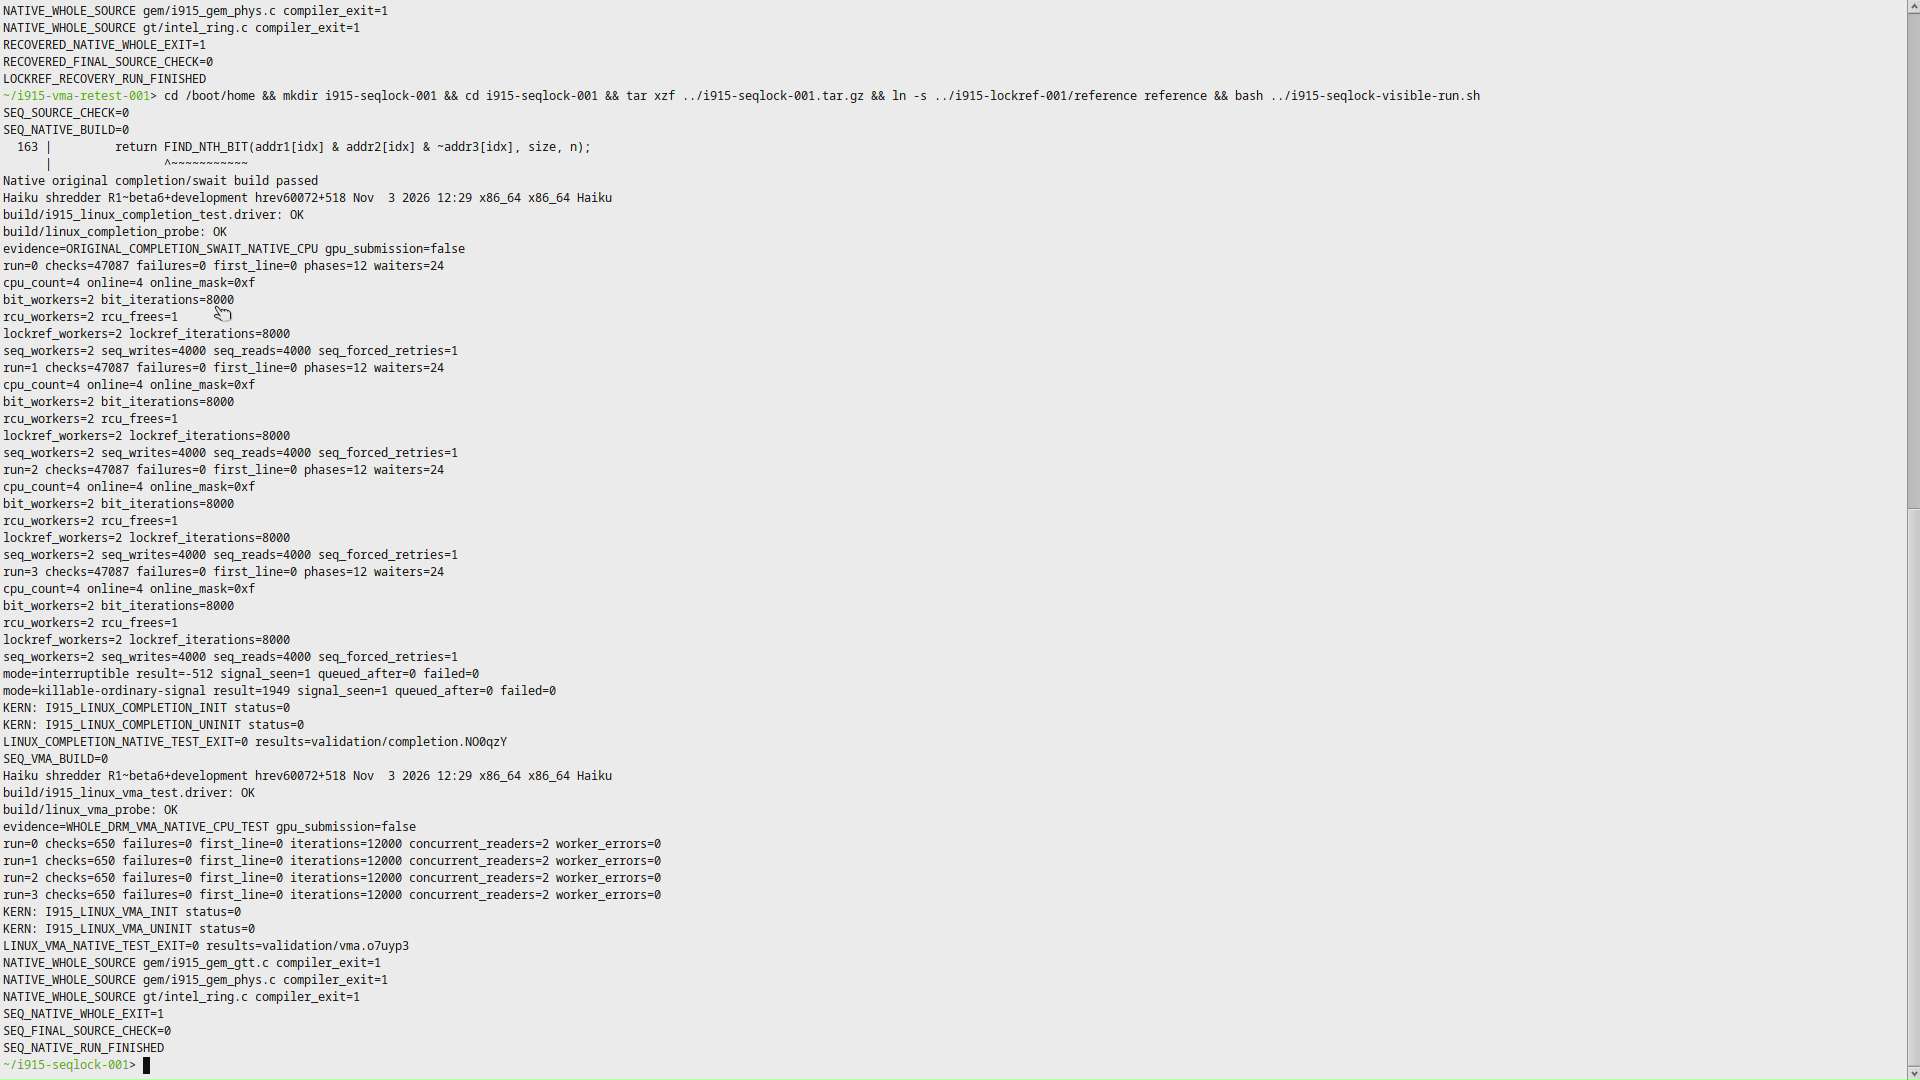 NATIVE_WHOLE_SOURCE gem/i915_gem_phys.c compiler_exit=1
NATIVE_WHOLE_SOURCE gt/intel_ring.c compiler_exit=1
RECOVERED_NATIVE_WHOLE_EXIT=1
RECOVERED_FINAL_SOURCE_CHECK=0
LOCKREF_RECOVERY_RUN_FINISHED
~/i915-vma-retest-001> cd /boot/home && mkdir i915-seqlock-001 && cd i915-seqlock-001 && tar xzf ../i915-seqlock-001.tar.gz && ln -s ../i915-lockref-001/reference reference && bash ../i915-seqlock-visible-run.sh
SEQ_SOURCE_CHECK=0
SEQ_NATIVE_BUILD=0
  163 |         return FIND_NTH_BIT(addr1[idx] & addr2[idx] & ~addr3[idx], size, n);
      |                ^~~~~~~~~~~~
Native original completion/swait build passed
Haiku shredder R1~beta6+development hrev60072+518 Nov  3 2026 12:29 x86_64 x86_64 Haiku
build/i915_linux_completion_test.driver: OK
build/linux_completion_probe: OK
evidence=ORIGINAL_COMPLETION_SWAIT_NATIVE_CPU gpu_submission=false
run=0 checks=47087 failures=0 first_line=0 phases=12 waiters=24
cpu_count=4 online=4 online_mask=0xf
bit_workers=2 bit_iterations=8000
rcu_workers=2 rcu_frees=1
lockref_workers=2 lockref_iterations=8000
seq_workers=2 seq_writes=4000 seq_reads=4000 seq_forced_retries=1
run=1 checks=47087 failures=0 first_line=0 phases=12 waiters=24
cpu_count=4 online=4 online_mask=0xf
bit_workers=2 bit_iterations=8000
rcu_workers=2 rcu_frees=1
lockref_workers=2 lockref_iterations=8000
seq_workers=2 seq_writes=4000 seq_reads=4000 seq_forced_retries=1
run=2 checks=47087 failures=0 first_line=0 phases=12 waiters=24
cpu_count=4 online=4 online_mask=0xf
bit_workers=2 bit_iterations=8000
rcu_workers=2 rcu_frees=1
lockref_workers=2 lockref_iterations=8000
seq_workers=2 seq_writes=4000 seq_reads=4000 seq_forced_retries=1
run=3 checks=47087 failures=0 first_line=0 phases=12 waiters=24
cpu_count=4 online=4 online_mask=0xf
bit_workers=2 bit_iterations=8000
rcu_workers=2 rcu_frees=1
lockref_workers=2 lockref_iterations=8000
seq_workers=2 seq_writes=4000 seq_reads=4000 seq_forced_retries=1
mode=interruptible result=-512 signal_seen=1 queued_after=0 failed=0
mode=killable-ordinary-signal result=1949 signal_seen=1 queued_after=0 failed=0
KERN: I915_LINUX_COMPLETION_INIT status=0
KERN: I915_LINUX_COMPLETION_UNINIT status=0
LINUX_COMPLETION_NATIVE_TEST_EXIT=0 results=validation/completion.NO0qzY
SEQ_VMA_BUILD=0
Haiku shredder R1~beta6+development hrev60072+518 Nov  3 2026 12:29 x86_64 x86_64 Haiku
build/i915_linux_vma_test.driver: OK
build/linux_vma_probe: OK
evidence=WHOLE_DRM_VMA_NATIVE_CPU_TEST gpu_submission=false
run=0 checks=650 failures=0 first_line=0 iterations=12000 concurrent_readers=2 worker_errors=0
run=1 checks=650 failures=0 first_line=0 iterations=12000 concurrent_readers=2 worker_errors=0
run=2 checks=650 failures=0 first_line=0 iterations=12000 concurrent_readers=2 worker_errors=0
run=3 checks=650 failures=0 first_line=0 iterations=12000 concurrent_readers=2 worker_errors=0
KERN: I915_LINUX_VMA_INIT status=0
KERN: I915_LINUX_VMA_UNINIT status=0
LINUX_VMA_NATIVE_TEST_EXIT=0 results=validation/vma.o7uyp3
NATIVE_WHOLE_SOURCE gem/i915_gem_gtt.c compiler_exit=1
NATIVE_WHOLE_SOURCE gem/i915_gem_phys.c compiler_exit=1
NATIVE_WHOLE_SOURCE gt/intel_ring.c compiler_exit=1
SEQ_NATIVE_WHOLE_EXIT=1
SEQ_FINAL_SOURCE_CHECK=0
SEQ_NATIVE_RUN_FINISHED
~/i915-seqlock-001>